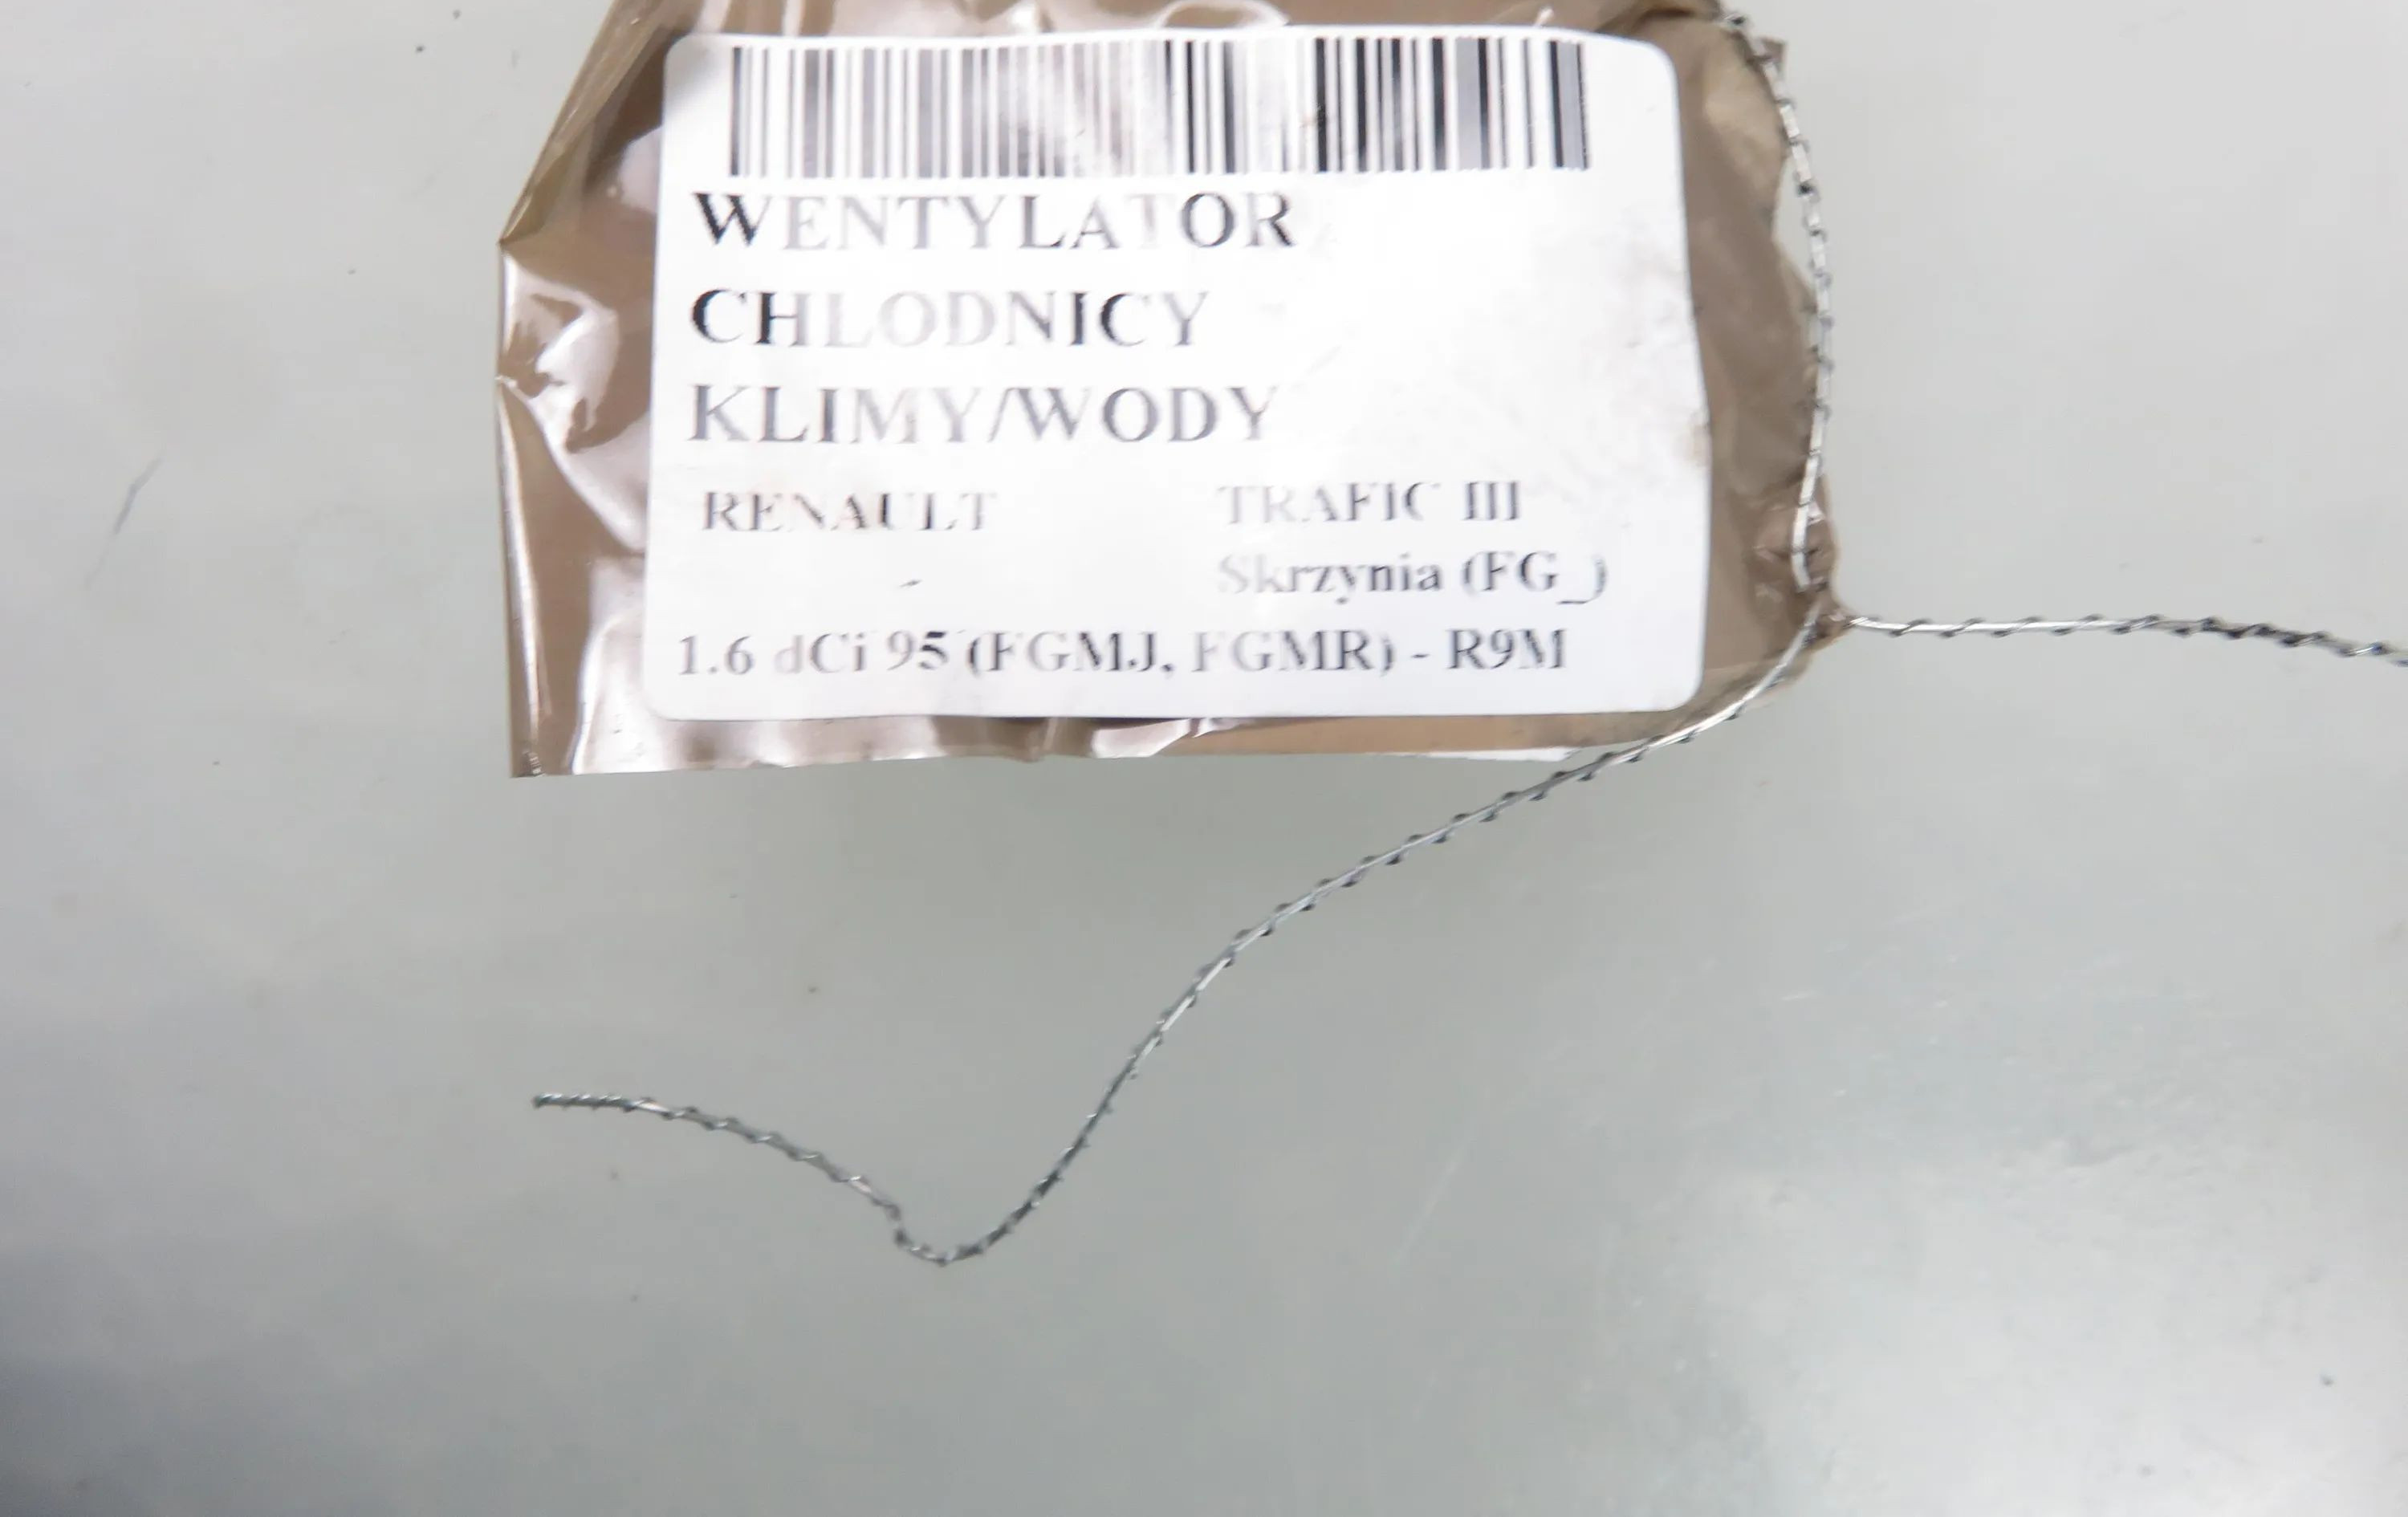 WENTYLATOR
CHLODNICY
KLIMY/WODY
RENAULT TRAFIC III
- Skrzynia (FG_)
1.6 dCi 95 (FGMJ, FGMR) - R9M